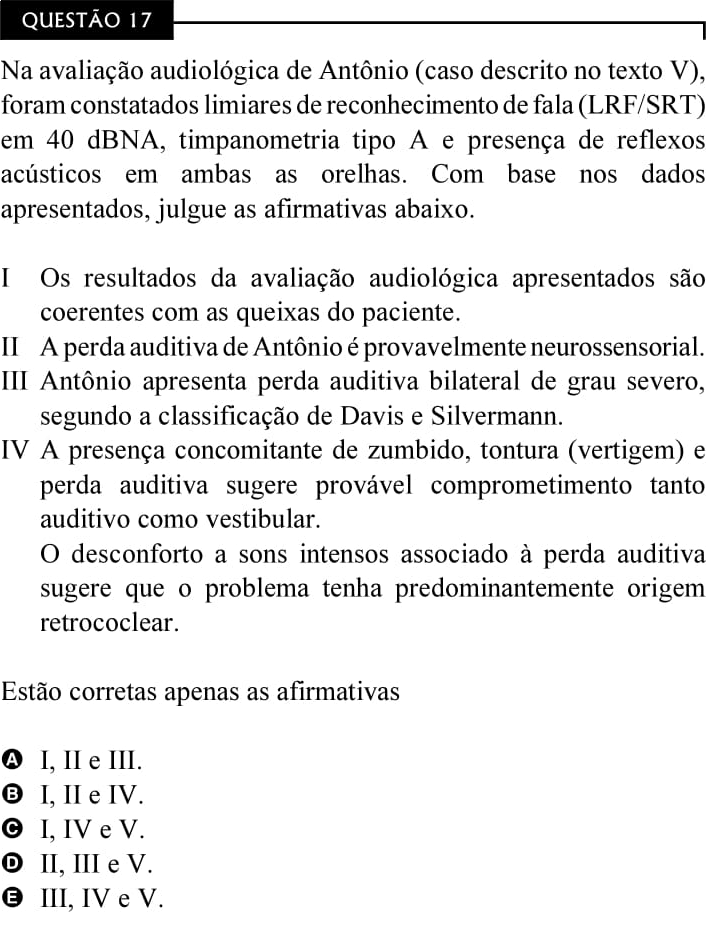 QUESTÃO 17
Na avaliação audiológica de Antônio (caso descrito no texto V),
foram constatados limiares de reconhecimento de fala (LRF/SRT)
em 40 dBNA, timpanometria tipo A e presença de reflexos
acústicos em ambas as orelhas. Com base nos dados
apresentados, julgue as afirmativas abaixo.
I Os resultados da avaliação audiológica apresentados são
coerentes com as queixas do paciente.
II A perda auditiva de Antônio é provavelmente neurossensorial.
III Antônio apresenta perda auditiva bilateral de grau severo,
segundo a classificação de Davis e Silvermann.
IV A presença concomitante de zumbido, tontura (vertigem) e
perda auditiva sugere provável comprometimento tanto
auditivo como vestibular.
O desconforto a sons intensos associado à perda auditiva
sugere que o problema tenha predominantemente origem
retrococlear.
Estão corretas apenas as afirmativas
A I, II e III.
B I, II e IV.
C I, IV e V.
D II, III e V.
E III, IV e V.